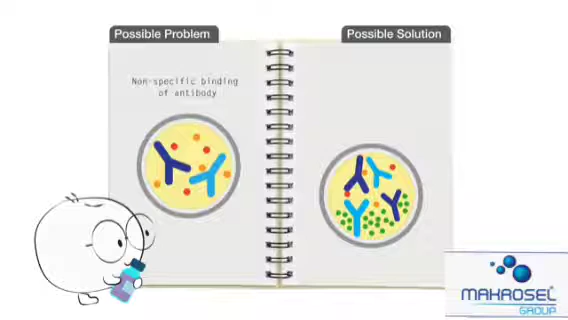 Possible Problem
Possible Solution
Non-specific binding
of antibody
MAKROSEL
GROUP